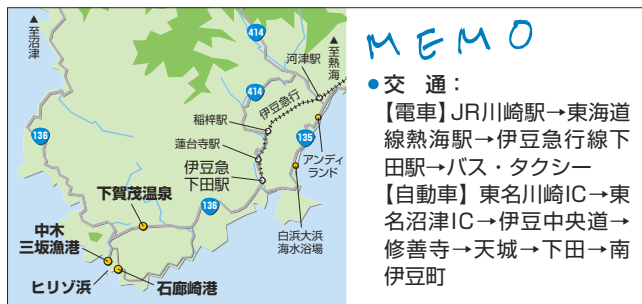 ▲至沼津
414
河津駅
▲至熱海
414
伊豆急行
稲梓駅
136
蓮台寺駅
135
伊豆急
下田駅
アンディ
ランド
下賀茂温泉
136
白浜大浜
海水浴場
中木
三坂漁港
ヒリゾ浜
石廊崎港
MEMO
●交 通：
【電車】JR川崎駅→東海道
線熱海駅→伊豆急行線下
田駅→バス・タクシー
【自動車】東名川崎IC→東
名沼津IC→伊豆中央道→
修善寺→天城→下田→南
伊豆町